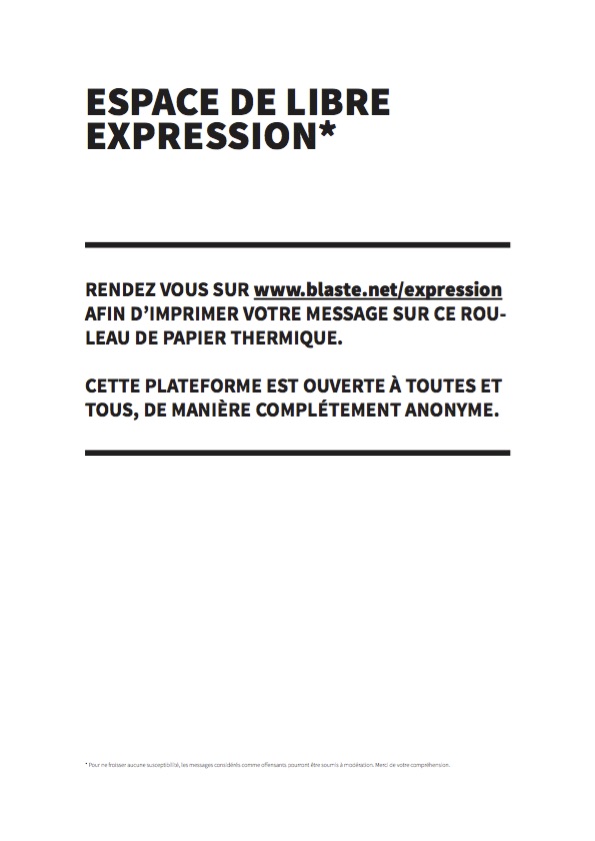 ESPACE DE LIBRE
EXPRESSION*
RENDEZ VOUS SUR www.blaste.net/expression
AFIN D’IMPRIMER VOTRE MESSAGE SUR CE ROU-
LEAU DE PAPIER THERMIQUE.
CETTE PLATEFORME EST OUVERTE À TOUTES ET
TOUS, DE MANIÈRE COMPLÉTEMENT ANONYME.
* Pour ne froisser aucune susceptibilité, les messages considérés comme offensants pourront être soumis à modération. Merci de votre compréhension.